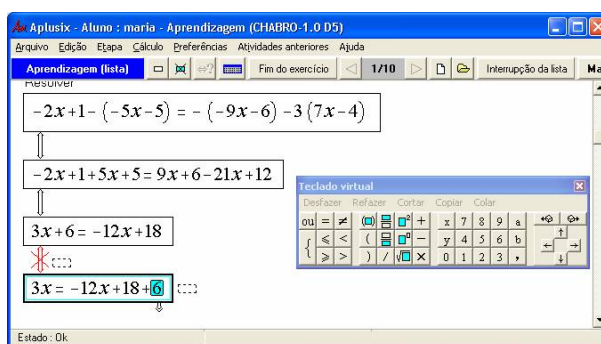 Aplusix - Aluno : maria - Aprendizagem (CHABRO-1.0 D5)
Arquivo Edição Etapa Cálculo Preferências Atividades anteriores Ajuda
Aprendizagem (lista) Fim do exercício 1/10 Interrupção da lista Ma
Resolver
-2x+1-(-5x-5) = -(-9x-6)-3(7x-4)
-2x+1+5x+5=9x+6-21x+12
3x+6=-12x+18
3x=-12x+18+6
Teclado virtual
Desfazer Refazer Cortar Copiar Colar
ou = ≠ (□) + x 7 8 9 a
{ ⩽ < ( − y 4 5 6 b
⩾ > ) / √□ × 0 1 2 3 ,
Estado : Ok